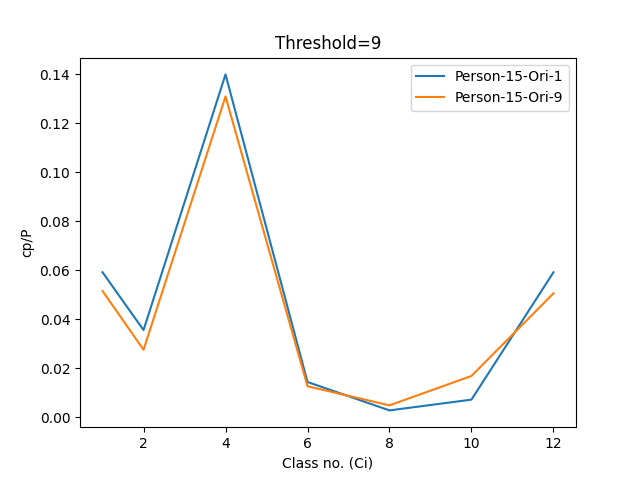 Threshold=9
Person-15-Ori-1
Person-15-Ori-9
cp/P
0.14
0.12
0.10
0.08
0.06
0.04
0.02
0.00
2 4 6 8 10 12
Class no. (Ci)